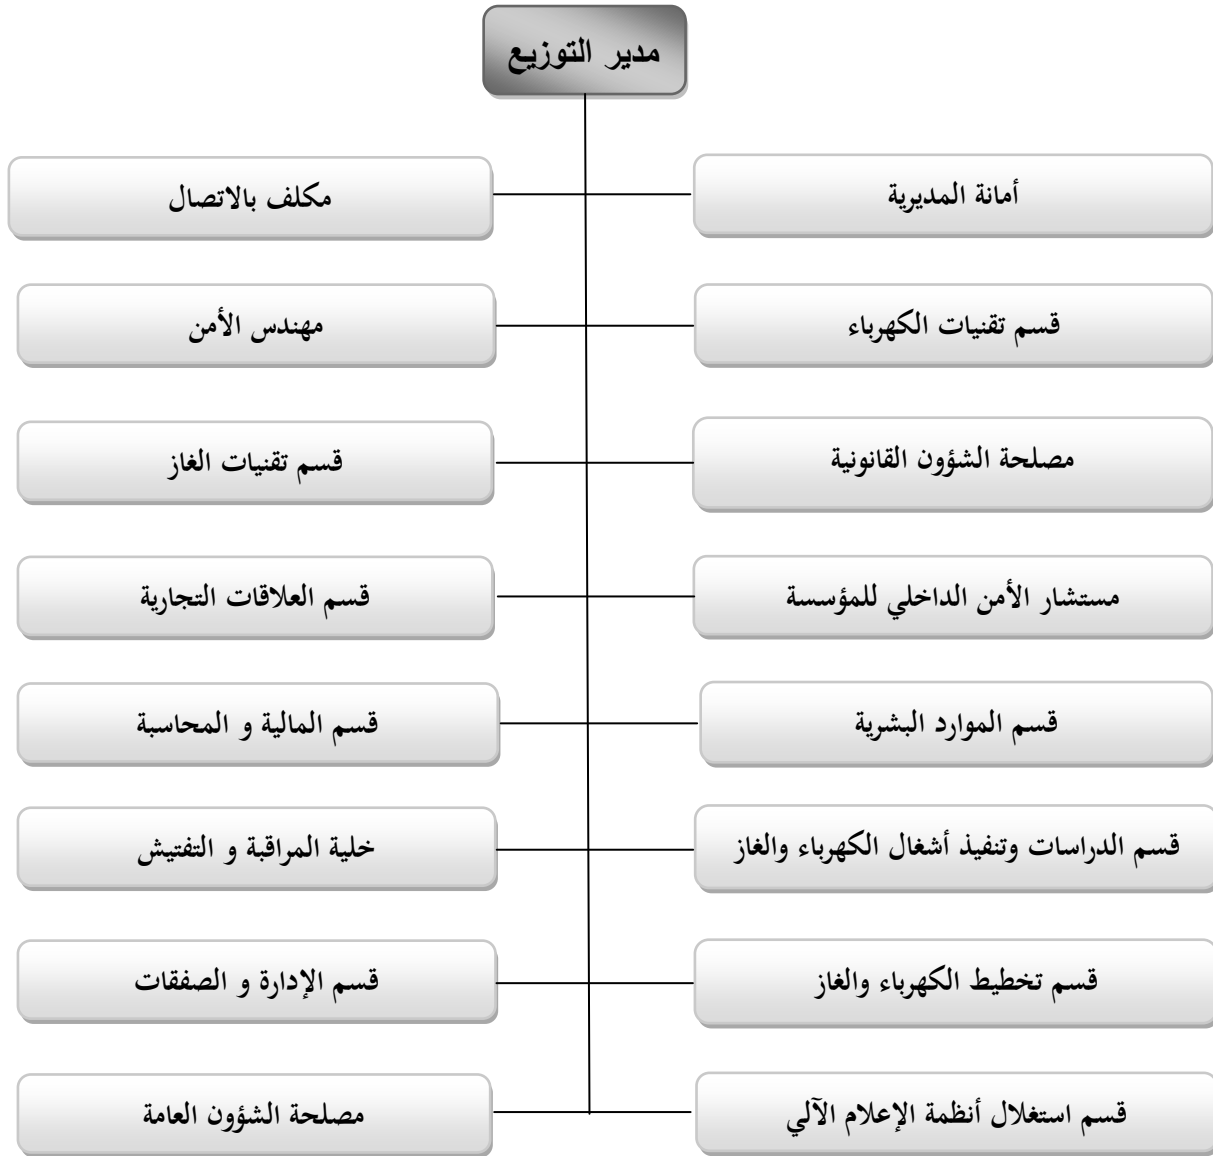 مدير التوزيع
أمانة المديرية
مكلف بالاتصال
قسم تقنيات الكهرباء
مهندس الأمن
مصلحة الشؤون القانونية
قسم تقنيات الغاز
مستشار الأمن الداخلي للمؤسسة
قسم العلاقات التجارية
قسم الموارد البشرية
قسم المالية و المحاسبة
قسم الدراسات وتنفيذ أشغال الكهرباء والغاز
خلية المراقبة و التفتيش
قسم تخطيط الكهرباء والغاز
قسم الإدارة و الصفقات
قسم استغلال أنظمة الإعلام الآلي
مصلحة الشؤون العامة